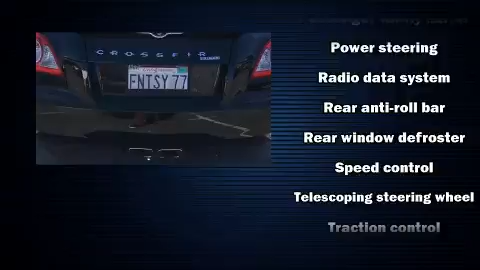 CROSSFIR
FNTSY 77
Power steering
Radio data system
Rear anti-roll bar
Rear window defroster
Speed control
Telescoping steering wheel
Traction control